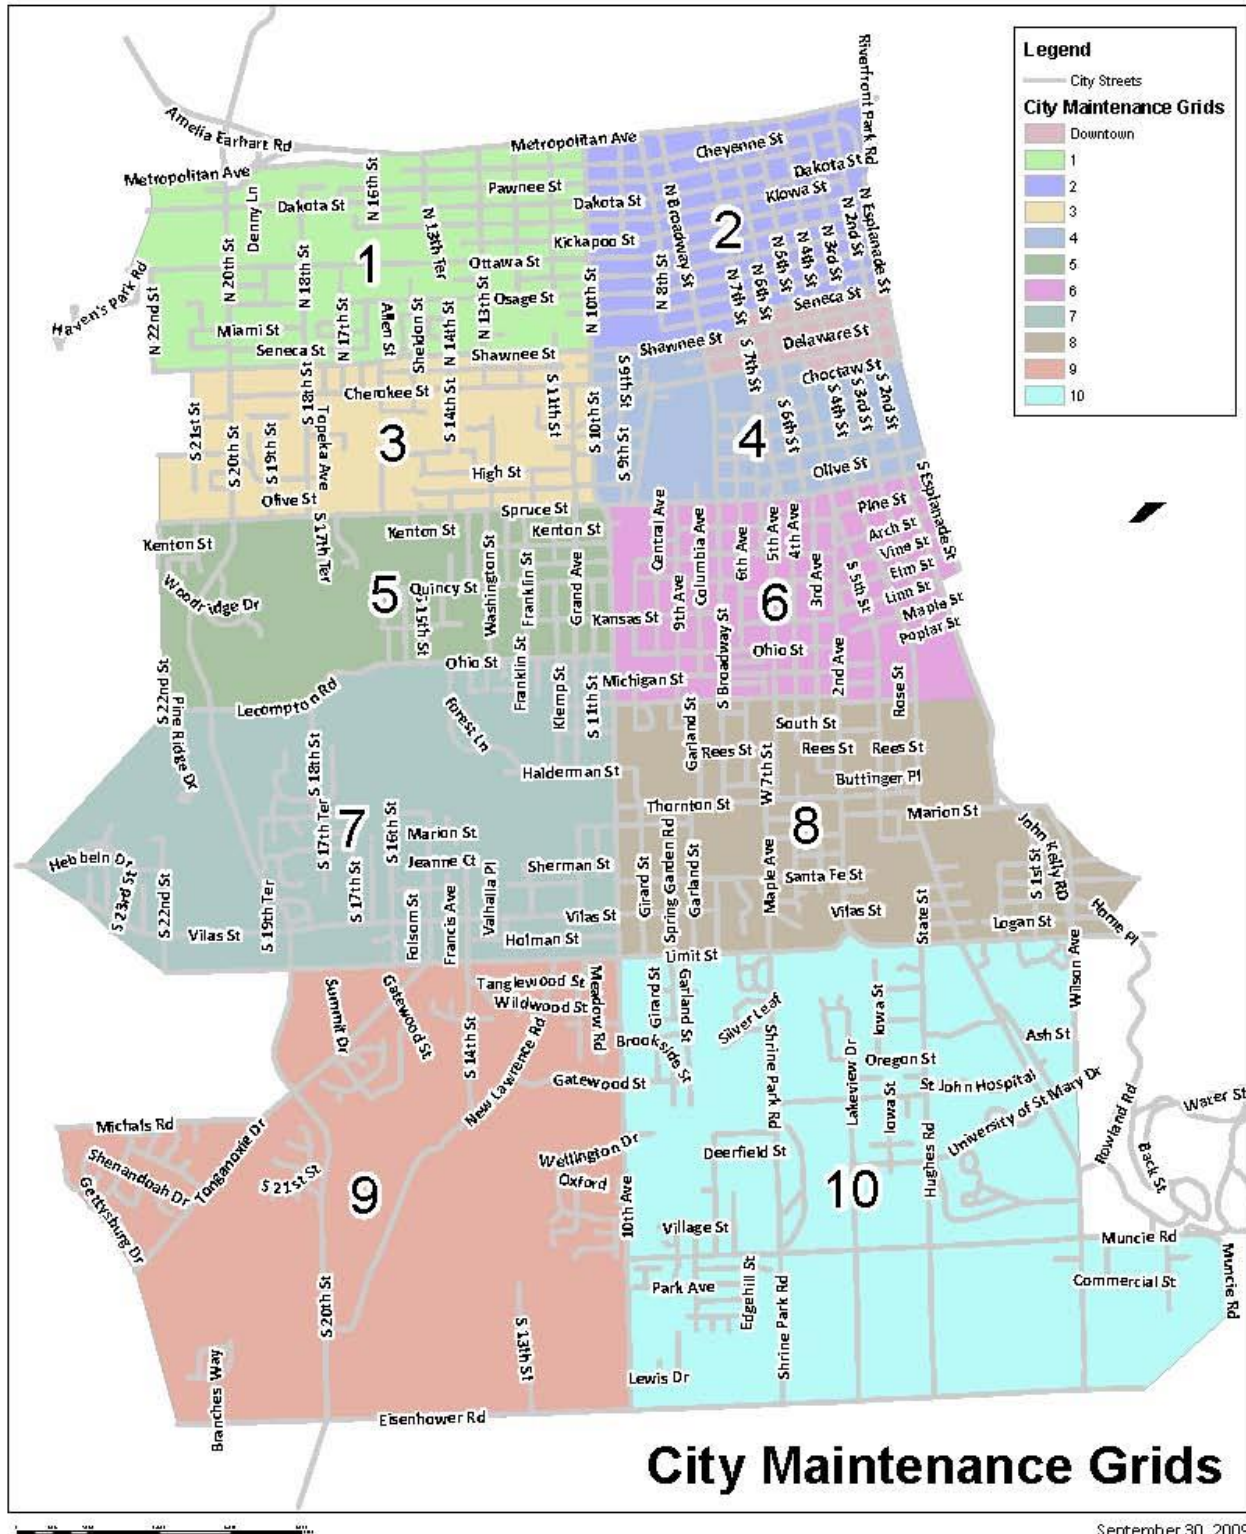 Legend
City Streets
City Maintenance Grids
Downtown
1
2
3
4
5
6
7
8
9
10
Riverfront Park Rd
Amelia Earhart Rd
Metropolitan Ave
Metropolitan Ave
Cheyenne St
Dakota St
Kiowa St
Pawnee St
Dakota St
Dakota St
Denny Ln
N 16th St
N 13th Ter
N Broadway St
N Esplanade St
N 2nd St
N 3rd St
N 4th St
N 5th St
N 6th St
N 7th St
N 8th St
2
Kickapoo St
1
Ottawa St
N 20th St
N 18th St
Haven's Park Rd
N 22nd St
N 17th St
Allen St
Sheldon St
N 14th St
N 13th St
Osage St
N 10th St
Seneca St
Miami St
Seneca St
Shawnee St
Shawnee St
Delaware St
S 7th St
Choctaw St
S 9th St
S 18th St
Cherokee St
S 14th St
S 11th St
S 10th St
S 9th St
S 6th St
S 4th St
S 3rd St
S 2nd St
S 21st St
S 20th St
S 19th St
Topeka Ave
3
4
High St
Olive St
Olive St
S Esplanade St
Spruce St
Pine St
Kenton St
S 17th Ter
Kenton St
Kenton St
Central Ave
Columbia Ave
6th Ave
5th Ave
4th Ave
Arch St
Vine St
Elm St
Linn St
Maple St
Poplar St
Woodridge Dr
5
Quincy St
S 15th St
Washington St
Franklin St
Grand Ave
Kansas St
9th Ave
6
3rd Ave
S 5th St
S Broadway St
Ohio St
2nd Ave
Rose St
Ohio St
Franklin St
Klemp St
S 11th St
Michigan St
S 22nd St
Pine Ridge Dr
Lecompton Rd
Forest Ln
Garland St
South St
Rees St
Rees St
Rees St
W 7th St
Buttinger Pl
S 18th St
Halderman St
Thornton St
Marion St
S 17th Ter
7
S 16th St
Marion St
8
Hebbeln Dr
Jeanne Ct
Sherman St
Girard St
Spring Garden Rd
Garland St
Maple Ave
Santa Fe St
S 1st St
John Kelly RD
S 23rd St
S 22nd St
S 19th Ter
S 17th St
Folsom St
Francis Ave
Valhalla Pl
Vilas St
Vilas St
Vilas St
State St
Logan St
Home Pl
Holman St
Limit St
Wilson Ave
Summit Dr
Gatewood St
Tanglewood St
Wildwood St
Meadow Rd
Girard St
Garland St
Silver Leaf
Iowa St
S 14th St
New Lawrence Rd
Brookside St
Shrine Park Rd
Lakeview Dr
Oregon St
Ash St
Gatewood St
Iowa St
St John Hospital
University of St Mary Dr
Rowland Rd
Water St
Michals Rd
Shenandoah Dr
Tonganoxie Dr
Gettysburg Dr
S 21st St
Wellington Dr
Oxford
Deerfield St
Hughes Rd
Back St
9
10
10th Ave
Village St
Muncie Rd
Muncie Rd
Park Ave
Edgehill St
Shrine Park Rd
Commercial St
S 20th St
S 13th St
Lewis Dr
Branches Way
Eisenhower Rd
City Maintenance Grids
September 30, 2009